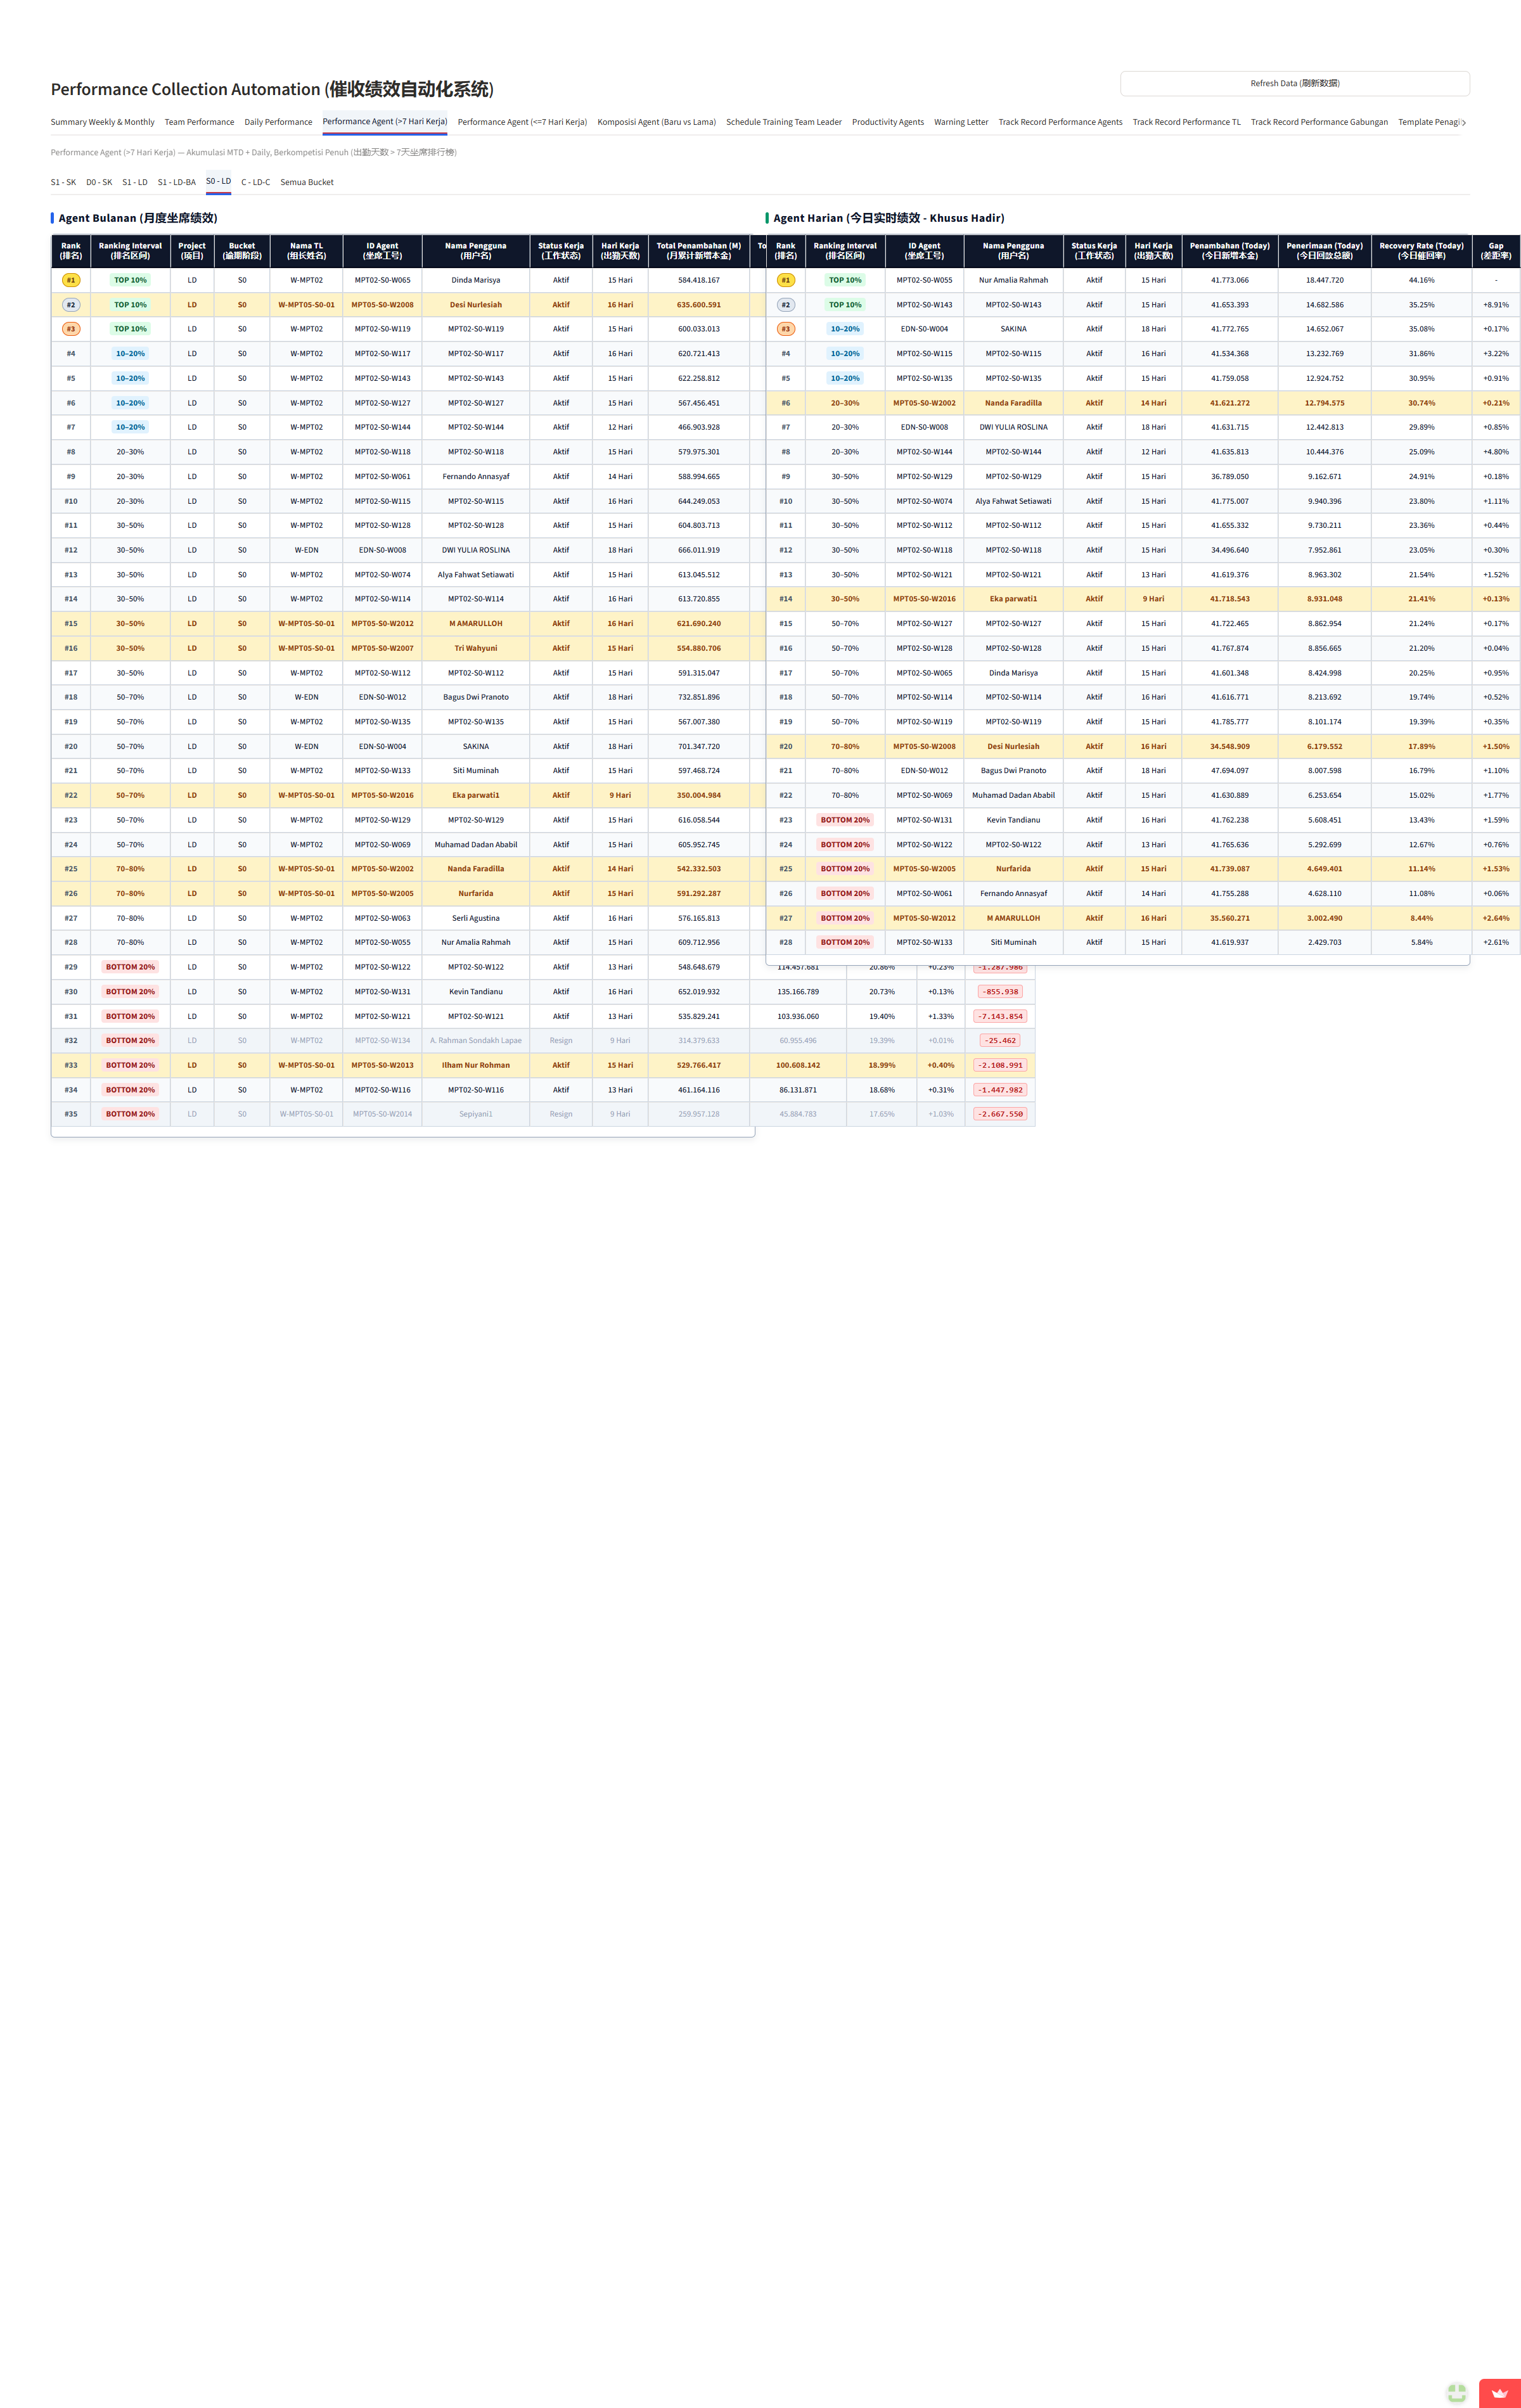 Performance Collection Automation (催收绩效自动化系统)
Refresh Data (刷新数据)
Summary Weekly & Monthly Team Performance Daily Performance Performance Agent (>7 Hari Kerja) Performance Agent (<=7 Hari Kerja) Komposisi Agent (Baru vs Lama) Schedule Training Team Leader Productivity Agents Warning Letter Track Record Performance Agents Track Record Performance TL Track Record Performance Gabungan Template Penagi
Performance Agent (>7 Hari Kerja) — Akumulasi MTD + Daily, Berkompetisi Penuh (出勤天数 > 7天坐席排行榜)
S1 - SK D0 - SK S1 - LD S1 - LD-BA S0 - LD C - LD-C Semua Bucket
Agent Bulanan (月度坐席绩效)
Rank Ranking Interval Project Bucket Nama TL ID Agent Nama Pengguna Status Kerja Hari Kerja Total Penambahan (M) To
(排名) (排名区间) (项目) (逾期阶段) (组长姓名) (坐席工号) (用户名) (工作状态) (出勤天数) (月累计新增本金)
#1 TOP 10% LD S0 W-MPT02 MPT02-S0-W065 Dinda Marisya Aktif 15 Hari 584.418.167
#2 TOP 10% LD S0 W-MPT05-S0-01 MPT05-S0-W2008 Desi Nurlesiah Aktif 16 Hari 635.600.591
#3 TOP 10% LD S0 W-MPT02 MPT02-S0-W119 MPT02-S0-W119 Aktif 15 Hari 600.033.013
#4 10–20% LD S0 W-MPT02 MPT02-S0-W117 MPT02-S0-W117 Aktif 16 Hari 620.721.413
#5 10–20% LD S0 W-MPT02 MPT02-S0-W143 MPT02-S0-W143 Aktif 15 Hari 622.258.812
#6 10–20% LD S0 W-MPT02 MPT02-S0-W127 MPT02-S0-W127 Aktif 15 Hari 567.456.451
#7 10–20% LD S0 W-MPT02 MPT02-S0-W144 MPT02-S0-W144 Aktif 12 Hari 466.903.928
#8 20–30% LD S0 W-MPT02 MPT02-S0-W118 MPT02-S0-W118 Aktif 15 Hari 579.975.301
#9 20–30% LD S0 W-MPT02 MPT02-S0-W061 Fernando Annasyaf Aktif 14 Hari 588.994.665
#10 20–30% LD S0 W-MPT02 MPT02-S0-W115 MPT02-S0-W115 Aktif 16 Hari 644.249.053
#11 30–50% LD S0 W-MPT02 MPT02-S0-W128 MPT02-S0-W128 Aktif 15 Hari 604.803.713
#12 30–50% LD S0 W-EDN EDN-S0-W008 DWI YULIA ROSLINA Aktif 18 Hari 666.011.919
#13 30–50% LD S0 W-MPT02 MPT02-S0-W074 Alya Fahwat Setiawati Aktif 15 Hari 613.045.512
#14 30–50% LD S0 W-MPT02 MPT02-S0-W114 MPT02-S0-W114 Aktif 16 Hari 613.720.855
#15 30–50% LD S0 W-MPT05-S0-01 MPT05-S0-W2012 M AMARULLOH Aktif 16 Hari 621.690.240
#16 30–50% LD S0 W-MPT05-S0-01 MPT05-S0-W2007 Tri Wahyuni Aktif 15 Hari 554.880.706
#17 30–50% LD S0 W-MPT02 MPT02-S0-W112 MPT02-S0-W112 Aktif 15 Hari 591.315.047
#18 50–70% LD S0 W-EDN EDN-S0-W012 Bagus Dwi Pranoto Aktif 18 Hari 732.851.896
#19 50–70% LD S0 W-MPT02 MPT02-S0-W135 MPT02-S0-W135 Aktif 15 Hari 567.007.380
#20 50–70% LD S0 W-EDN EDN-S0-W004 SAKINA Aktif 18 Hari 701.347.720
#21 50–70% LD S0 W-MPT02 MPT02-S0-W133 Siti Muminah Aktif 15 Hari 597.468.724
#22 50–70% LD S0 W-MPT05-S0-01 MPT05-S0-W2016 Eka parwati1 Aktif 9 Hari 350.004.984
#23 50–70% LD S0 W-MPT02 MPT02-S0-W129 MPT02-S0-W129 Aktif 15 Hari 616.058.544
#24 50–70% LD S0 W-MPT02 MPT02-S0-W069 Muhamad Dadan Ababil Aktif 15 Hari 605.952.745
#25 70–80% LD S0 W-MPT05-S0-01 MPT05-S0-W2002 Nanda Faradilla Aktif 14 Hari 542.332.503
#26 70–80% LD S0 W-MPT05-S0-01 MPT05-S0-W2005 Nurfarida Aktif 15 Hari 591.292.287
#27 70–80% LD S0 W-MPT02 MPT02-S0-W063 Serli Agustina Aktif 16 Hari 576.165.813
#28 70–80% LD S0 W-MPT02 MPT02-S0-W055 Nur Amalia Rahmah Aktif 15 Hari 609.712.956
#29 BOTTOM 20% LD S0 W-MPT02 MPT02-S0-W122 MPT02-S0-W122 Aktif 13 Hari 548.648.679 114.457.681 20.86% +0.23% -1.287.986
#30 BOTTOM 20% LD S0 W-MPT02 MPT02-S0-W131 Kevin Tandianu Aktif 16 Hari 652.019.932 135.166.789 20.73% +0.13% -855.938
#31 BOTTOM 20% LD S0 W-MPT02 MPT02-S0-W121 MPT02-S0-W121 Aktif 13 Hari 535.829.241 103.936.060 19.40% +1.33% -7.143.854
#32 BOTTOM 20% LD S0 W-MPT02 MPT02-S0-W134 A. Rahman Sondakh Lapae Resign 9 Hari 314.379.633 60.955.496 19.39% +0.01% -25.462
#33 BOTTOM 20% LD S0 W-MPT05-S0-01 MPT05-S0-W2013 Ilham Nur Rohman Aktif 15 Hari 529.766.417 100.608.142 18.99% +0.40% -2.108.991
#34 BOTTOM 20% LD S0 W-MPT02 MPT02-S0-W116 MPT02-S0-W116 Aktif 13 Hari 461.164.116 86.131.871 18.68% +0.31% -1.447.982
#35 BOTTOM 20% LD S0 W-MPT05-S0-01 MPT05-S0-W2014 Sepiyani1 Resign 9 Hari 259.957.128 45.884.783 17.65% +1.03% -2.667.550
Agent Harian (今日实时绩效 - Khusus Hadir)
Rank Ranking Interval ID Agent Nama Pengguna Status Kerja Hari Kerja Penambahan (Today) Penerimaan (Today) Recovery Rate (Today) Gap
(排名) (排名区间) (坐席工号) (用户名) (工作状态) (出勤天数) (今日新增本金) (今日回款总额) (今日催回率) (差距率)
#1 TOP 10% MPT02-S0-W055 Nur Amalia Rahmah Aktif 15 Hari 41.773.066 18.447.720 44.16% -
#2 TOP 10% MPT02-S0-W143 MPT02-S0-W143 Aktif 15 Hari 41.653.393 14.682.586 35.25% +8.91%
#3 10–20% EDN-S0-W004 SAKINA Aktif 18 Hari 41.772.765 14.652.067 35.08% +0.17%
#4 10–20% MPT02-S0-W115 MPT02-S0-W115 Aktif 16 Hari 41.534.368 13.232.769 31.86% +3.22%
#5 10–20% MPT02-S0-W135 MPT02-S0-W135 Aktif 15 Hari 41.759.058 12.924.752 30.95% +0.91%
#6 20–30% MPT05-S0-W2002 Nanda Faradilla Aktif 14 Hari 41.621.272 12.794.575 30.74% +0.21%
#7 20–30% EDN-S0-W008 DWI YULIA ROSLINA Aktif 18 Hari 41.631.715 12.442.813 29.89% +0.85%
#8 20–30% MPT02-S0-W144 MPT02-S0-W144 Aktif 12 Hari 41.635.813 10.444.376 25.09% +4.80%
#9 30–50% MPT02-S0-W129 MPT02-S0-W129 Aktif 15 Hari 36.789.050 9.162.671 24.91% +0.18%
#10 30–50% MPT02-S0-W074 Alya Fahwat Setiawati Aktif 15 Hari 41.775.007 9.940.396 23.80% +1.11%
#11 30–50% MPT02-S0-W112 MPT02-S0-W112 Aktif 15 Hari 41.655.332 9.730.211 23.36% +0.44%
#12 30–50% MPT02-S0-W118 MPT02-S0-W118 Aktif 15 Hari 34.496.640 7.952.861 23.05% +0.30%
#13 30–50% MPT02-S0-W121 MPT02-S0-W121 Aktif 13 Hari 41.619.376 8.963.302 21.54% +1.52%
#14 30–50% MPT05-S0-W2016 Eka parwati1 Aktif 9 Hari 41.718.543 8.931.048 21.41% +0.13%
#15 50–70% MPT02-S0-W127 MPT02-S0-W127 Aktif 15 Hari 41.722.465 8.862.954 21.24% +0.17%
#16 50–70% MPT02-S0-W128 MPT02-S0-W128 Aktif 15 Hari 41.767.874 8.856.665 21.20% +0.04%
#17 50–70% MPT02-S0-W065 Dinda Marisya Aktif 15 Hari 41.601.348 8.424.998 20.25% +0.95%
#18 50–70% MPT02-S0-W114 MPT02-S0-W114 Aktif 16 Hari 41.616.771 8.213.692 19.74% +0.52%
#19 50–70% MPT02-S0-W119 MPT02-S0-W119 Aktif 15 Hari 41.785.777 8.101.174 19.39% +0.35%
#20 70–80% MPT05-S0-W2008 Desi Nurlesiah Aktif 16 Hari 34.548.909 6.179.552 17.89% +1.50%
#21 70–80% EDN-S0-W012 Bagus Dwi Pranoto Aktif 18 Hari 47.694.097 8.007.598 16.79% +1.10%
#22 70–80% MPT02-S0-W069 Muhamad Dadan Ababil Aktif 15 Hari 41.630.889 6.253.654 15.02% +1.77%
#23 BOTTOM 20% MPT02-S0-W131 Kevin Tandianu Aktif 16 Hari 41.762.238 5.608.451 13.43% +1.59%
#24 BOTTOM 20% MPT02-S0-W122 MPT02-S0-W122 Aktif 13 Hari 41.765.636 5.292.699 12.67% +0.76%
#25 BOTTOM 20% MPT05-S0-W2005 Nurfarida Aktif 15 Hari 41.739.087 4.649.401 11.14% +1.53%
#26 BOTTOM 20% MPT02-S0-W061 Fernando Annasyaf Aktif 14 Hari 41.755.288 4.628.110 11.08% +0.06%
#27 BOTTOM 20% MPT05-S0-W2012 M AMARULLOH Aktif 16 Hari 35.560.271 3.002.490 8.44% +2.64%
#28 BOTTOM 20% MPT02-S0-W133 Siti Muminah Aktif 15 Hari 41.619.937 2.429.703 5.84% +2.61%